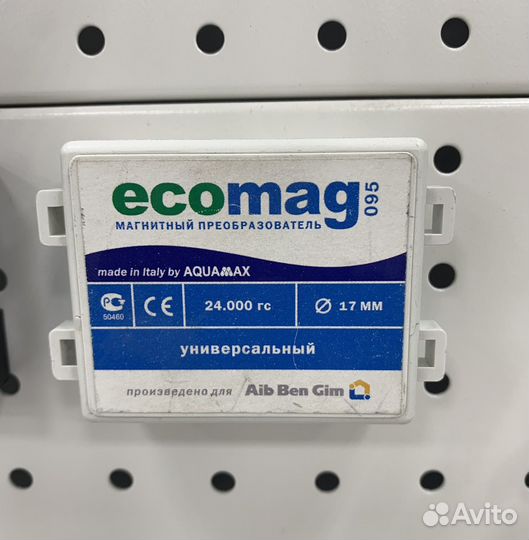 ecomag 095
МАГНИТНЫЙ ПРЕОБРАЗОВАТЕЛЬ
made in Italy by AQUAMAX
РС CE 24.000 гс Ø 17 ММ
50460
универсальный
произведено для Aib Ben Gim
Avito